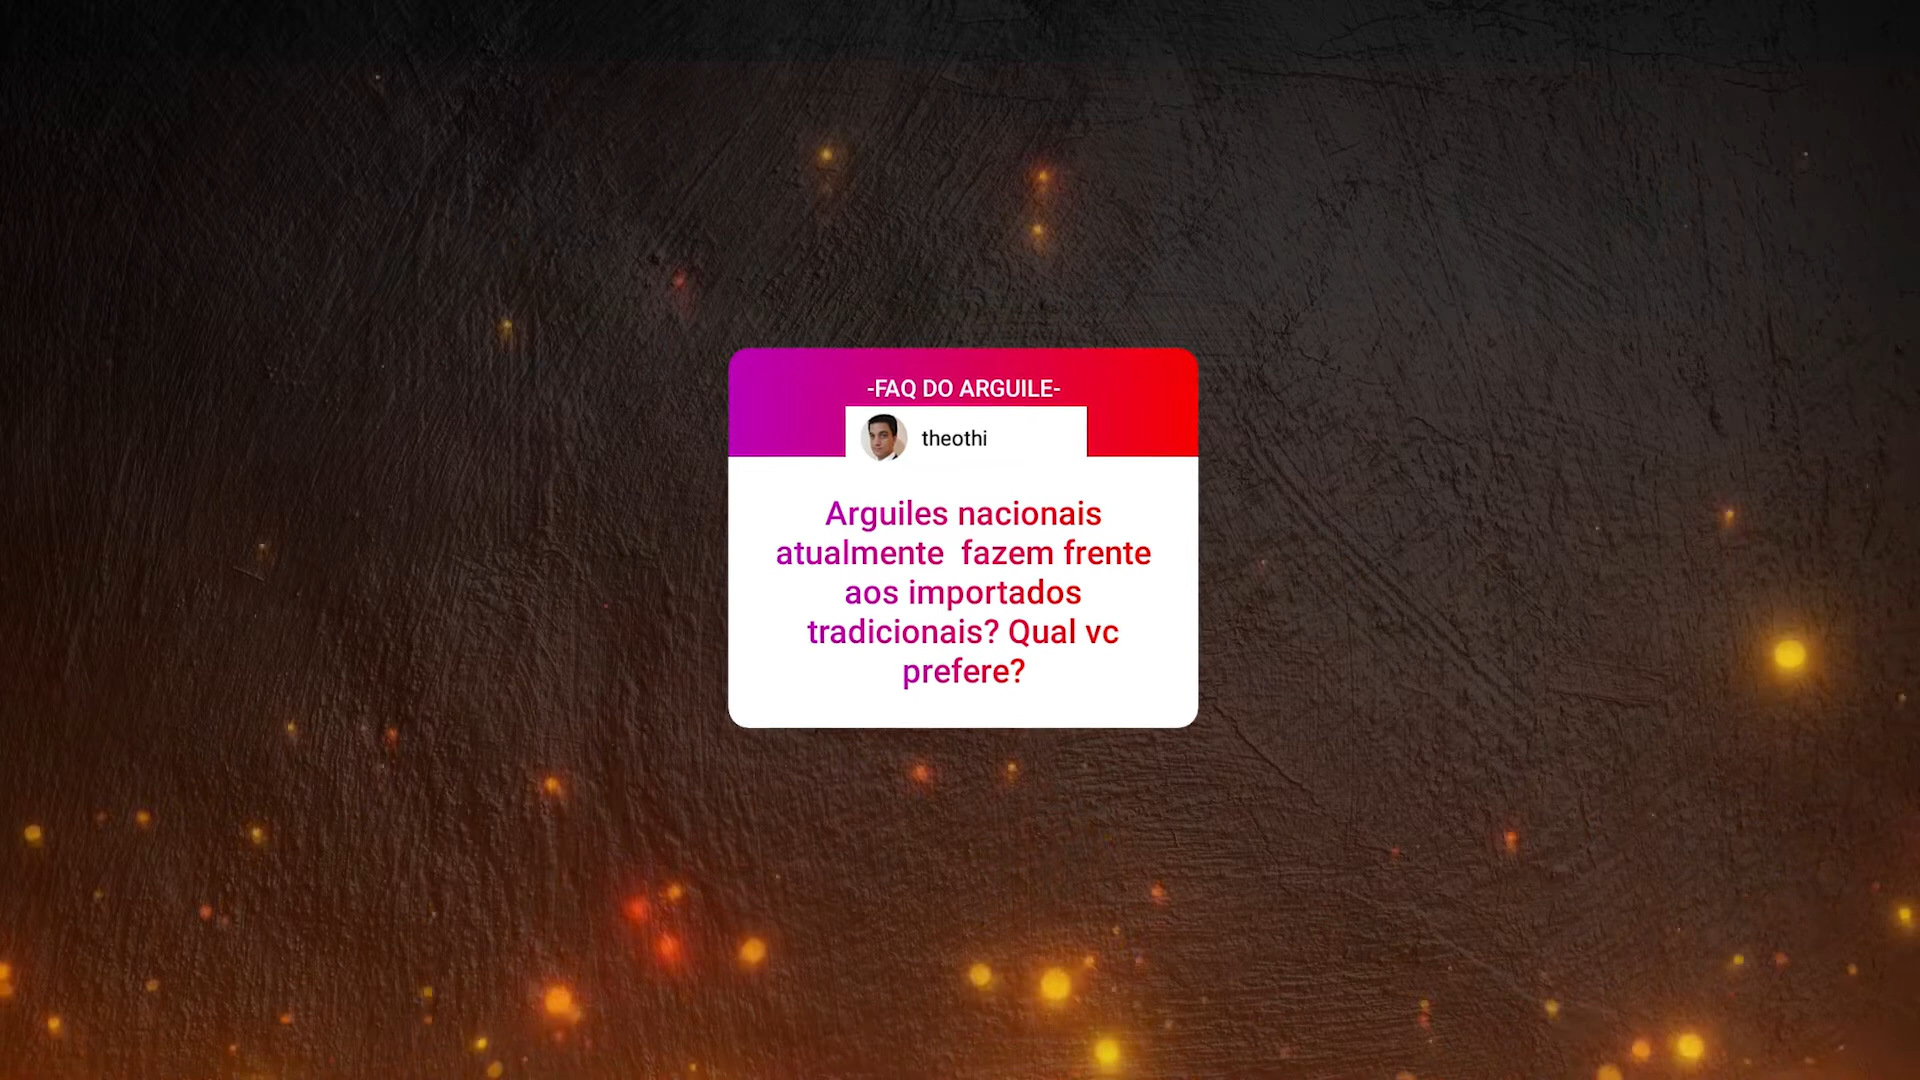 -FAQ DO ARGUILE-
theothi
Arguiles nacionais
atualmente  fazem frente
aos importados
tradicionais? Qual vc
prefere?